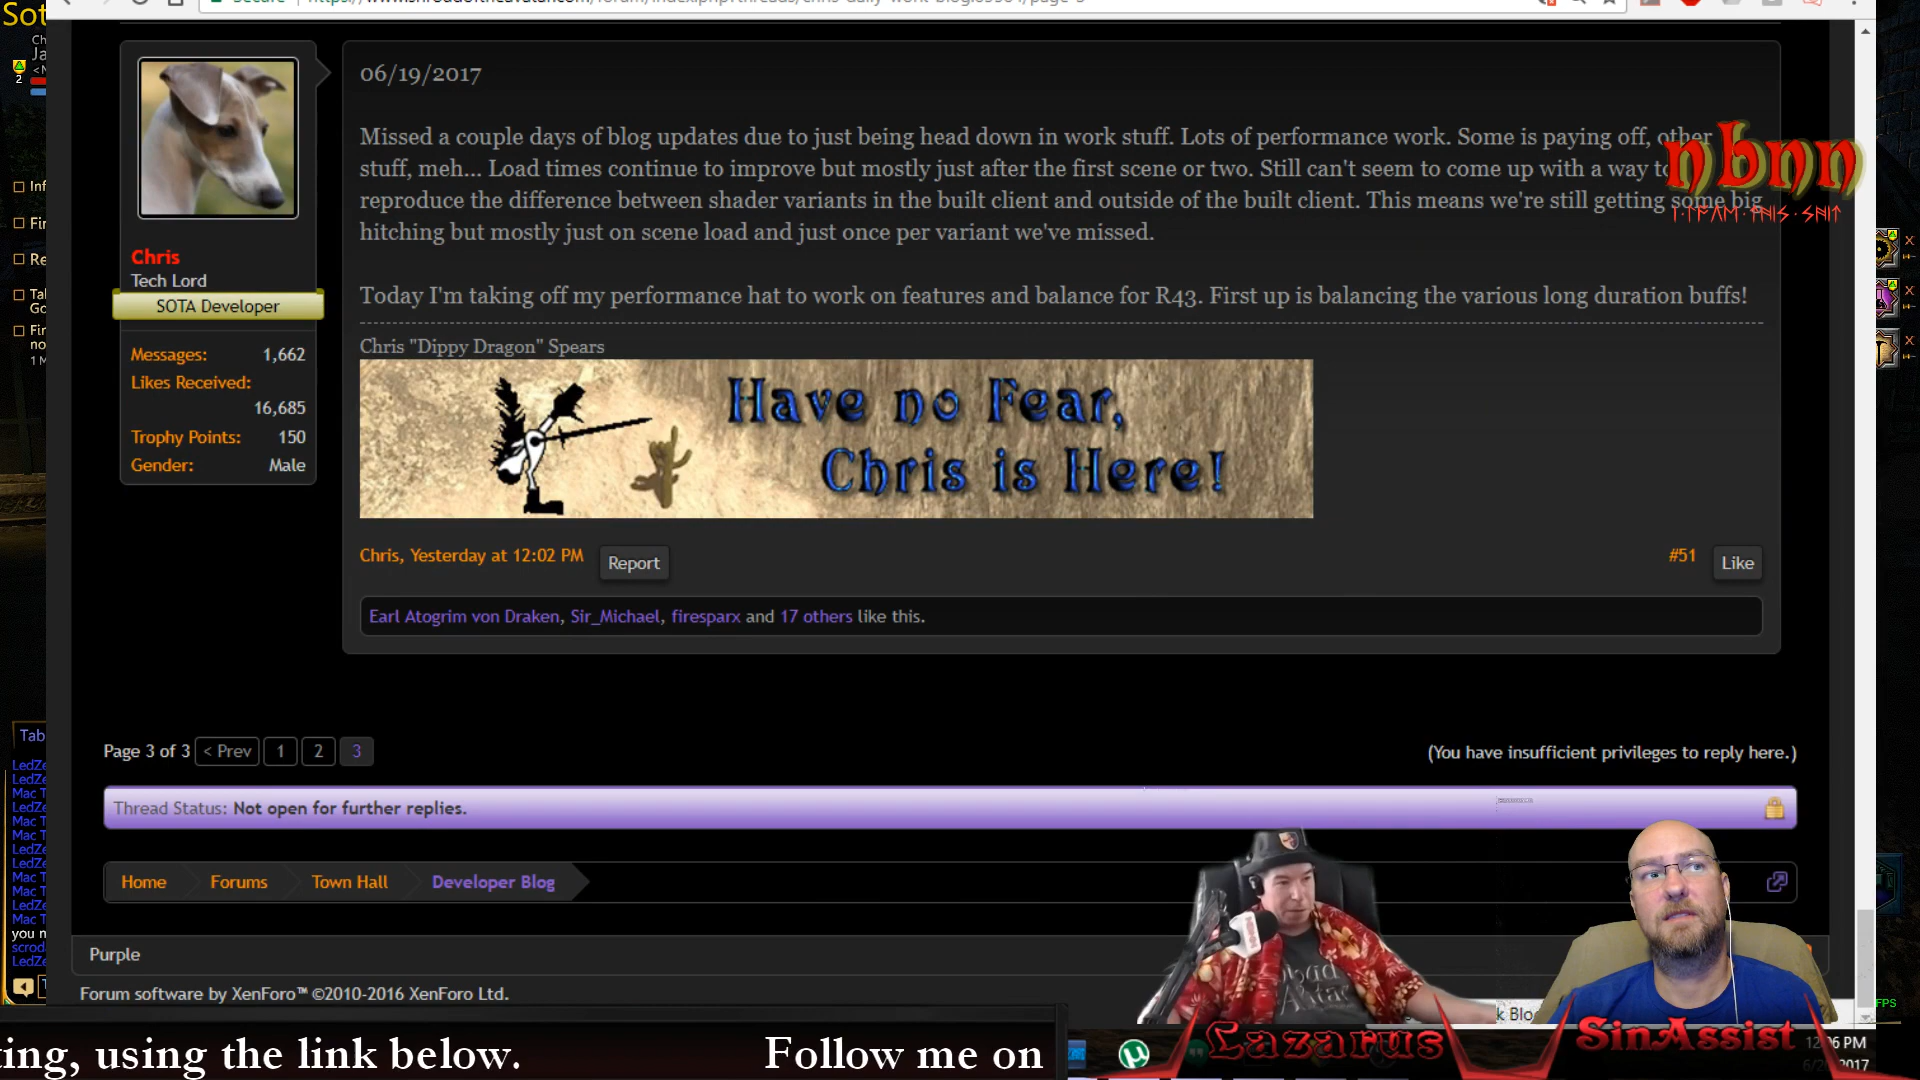 Secure
06/19/2017
Missed a couple days of blog updates due to just being head down in work stuff. Lots of performance work. Some is paying off, other
stuff, meh... Load times continue to improve but mostly just after the first scene or two. Still can't seem to come up with a way to
reproduce the difference between shader variants in the built client and outside of the built client. This means we're still getting some big
hitching but mostly just on scene load and just once per variant we've missed.
Today I'm taking off my performance hat to work on features and balance for R43. First up is balancing the various long duration buffs!
Chris "Dippy Dragon" Spears
Have no Fear,
Chris is Here!
Chris, Yesterday at 12:02 PM Report #51 Like
Earl Atogrim von Draken, Sir_Michael, firesparx and 17 others like this.
Chris
Tech Lord
SOTA Developer
Messages: 1,662
Likes Received:
16,685
Trophy Points: 150
Gender: Male
nbnn
Page 3 of 3 < Prev 1 2 3
(You have insufficient privileges to reply here.)
Thread Status: Not open for further replies.
Home Forums Town Hall Developer Blog
Purple
Forum software by XenForo™ ©2010-2016 XenForo Ltd.
ting, using the link below. Follow me on
Lazarus
SinAssist
FPS